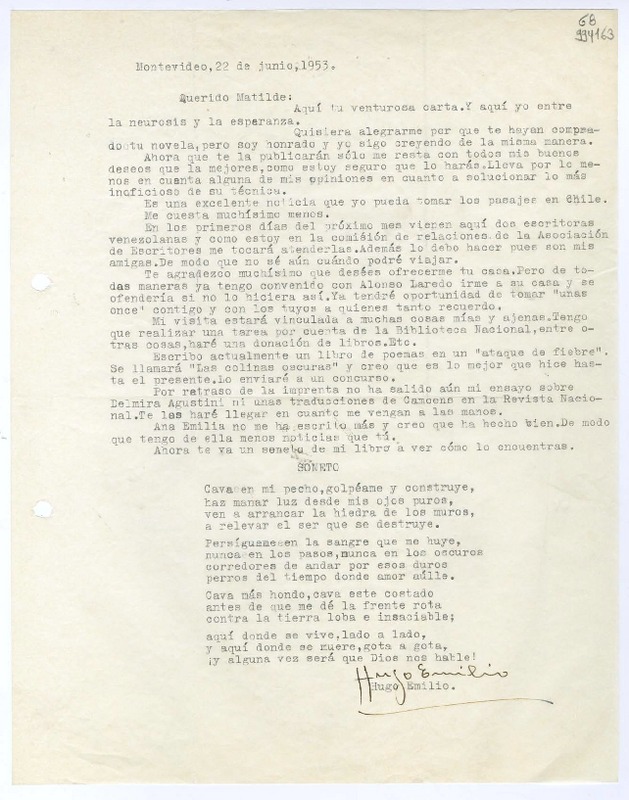 68
994163
Montevideo,22 de junio,1953.
Querido Matilde:
Aquí tu venturosa carta.Y aquí yo entre
la neurosis y la esperanza.
Quisiera alegrarme por que te hayan compra-
do tu novela,pero soy honrado y yo sigo creyendo de la misma manera.
Ahora que te la publicarán sólo me resta con todos mis buenos
deseos que la mejores,como estoy seguro que lo harás.Lleva por lo me-
nos en cuanta alguna de mis opiniones en cuanto a solucionar lo más
inoficioso de su técnica.
Es una excelente noticia que yo pueda tomar los pasajes en Chile.
Me cuesta muchísimo menos.
En los primeros días del próximo mes vienen aquí dos escritoras
venezolanas y como estoy en la comisión de relaciones de la Asociación
de Escritores me tocará atenderlas.Además lo debo hacer pues son mis
amigas.De modo que no sé aún cuándo podré viajar.
Te agradezco muchísimo que desées ofrecerme tu casa.Pero de to-
das maneras ya tengo convenido con Alonso Laredo irme a su casa y se
ofendería si no lo hiciera así.Ya tendré oportunidad de tomar "unas
once" contigo y con los tuyos a quienes tanto recuerdo.
Mi visita estará vinculada a muchas cosas mías y ajenas.Tengo
que realizar una tarea por cuenta de la Biblioteca Nacional,entre o-
tras cosas,haré una donación de libros.Etc.
Escribo actualmente un libro de poemas en un "ataque de fiebre".
Se llamará "Las colinas oscuras" y creo que es lo mejor que hice has-
ta el presente.Lo enviaré a un concurso.
Por retraso de la imprenta no ha salido aún mi ensayo sobre
Delmira Agustini ni unas traducciones de Camoens en la Revista Nacio-
nal.Te las haré llegar en cuanto me vengan a las manos.
Ana Emilia no me ha escrito más y creo que ha hecho bien.De modo
que tengo de ella menos noticias que tú.
Ahora te va un soneto de mi libro a ver cómo lo encuentras.
SONETO
Cava en mi pecho,golpéame y construye,
haz manar luz desde mis ojos puros,
ven a arrancar la hiedra de los muros,
a relevar el ser que se destruye.
Persígueme en la sangre que me huye,
nunca en los pasos,nunca en los oscuros
corredores de andar por esos duros
perros del tiempo donde amor aúlle.
Cava más hondo,cava este costado
antes de que me dé la frente rota
contra la tierra loba e insaciable;
aquí donde se vive,lado a lado,
y aquí donde se muere,gota a gota,
¡y alguna vez será que Dios nos hable!
Hugo Emilio
Hugo Emilio.